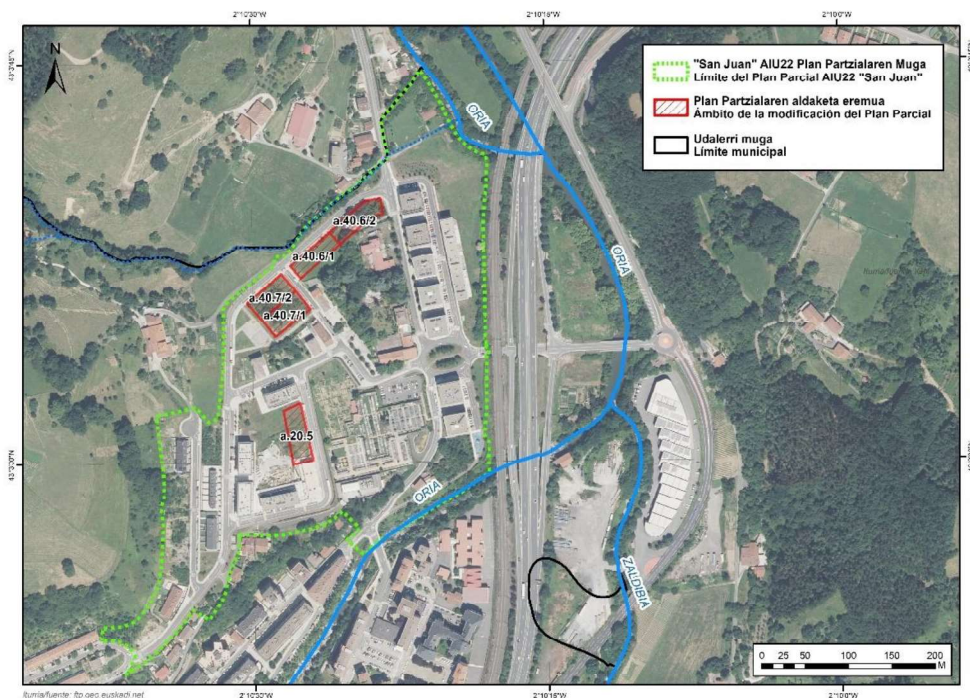 2°10'30"W
2°10'15"W
2°10'0"W
N
"San Juan" AIU22 Plan Partzialaren Muga
Límite del Plan Parcial AIU22 "San Juan"
Plan Partzialaren aldaketa eremua
Ámbito de la modificación del Plan Parcial
Udalerri muga
Límite municipal
ORIA
a.40.6/2
a.40.6/1
ORIA
a.40.7/2
a.40.7/1
a.20.5
ORIA
ZALDIBIA
0 25 50 100 150 200
M
Iturria/fuente: ftp.geo.euskadi.net
2°10'30"W
2°10'15"W
2°10'0"W